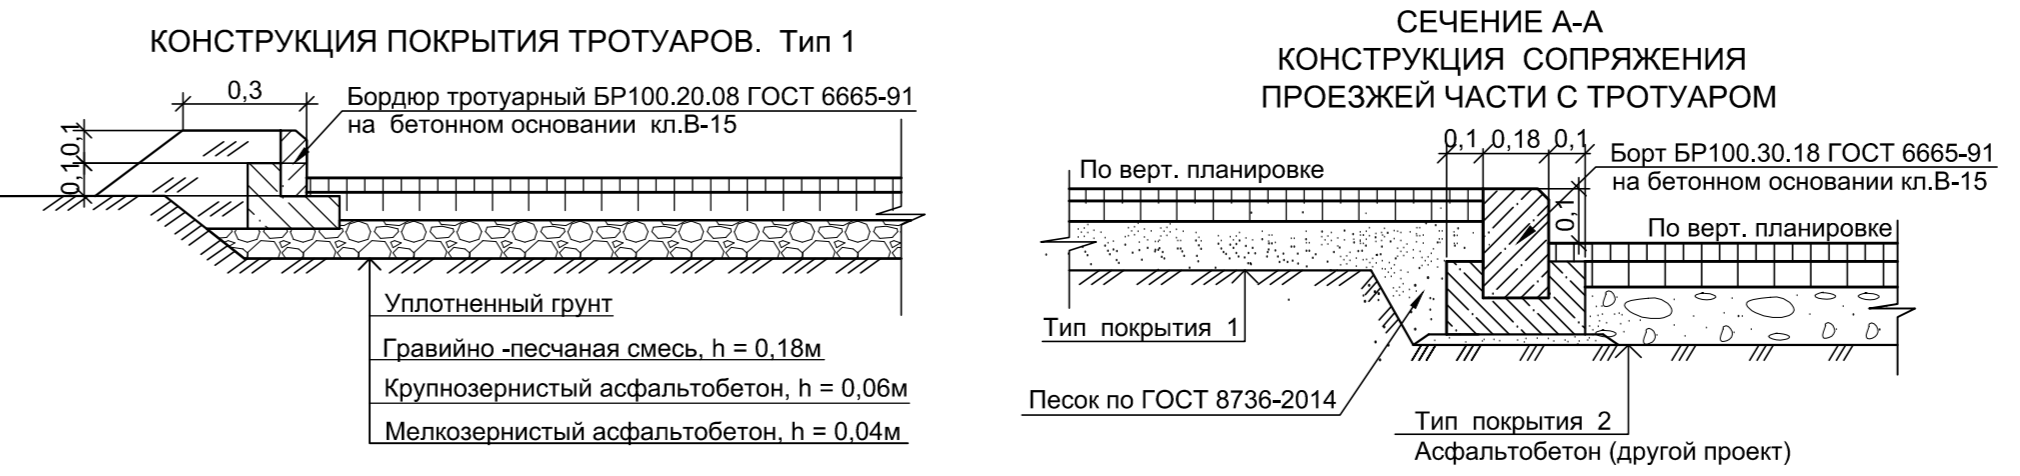 КОНСТРУКЦИЯ ПОКРЫТИЯ ТРОТУАРОВ. Тип 1
0,3
Бордюр тротуарный БР100.20.08 ГОСТ 6665-91
на бетонном основании кл.В-15
0,1
0,1
Уплотненный грунт
Гравийно -песчаная смесь, h = 0,18м
Крупнозернистый асфальтобетон, h = 0,06м
Мелкозернистый асфальтобетон, h = 0,04м
СЕЧЕНИЕ А-А
КОНСТРУКЦИЯ СОПРЯЖЕНИЯ
ПРОЕЗЖЕЙ ЧАСТИ С ТРОТУАРОМ
0,1 0,18 0,1
Борт БР100.30.18 ГОСТ 6665-91
на бетонном основании кл.В-15
По верт. планировке
0,1
По верт. планировке
Тип покрытия 1
Песок по ГОСТ 8736-2014
Тип покрытия 2
Асфальтобетон (другой проект)